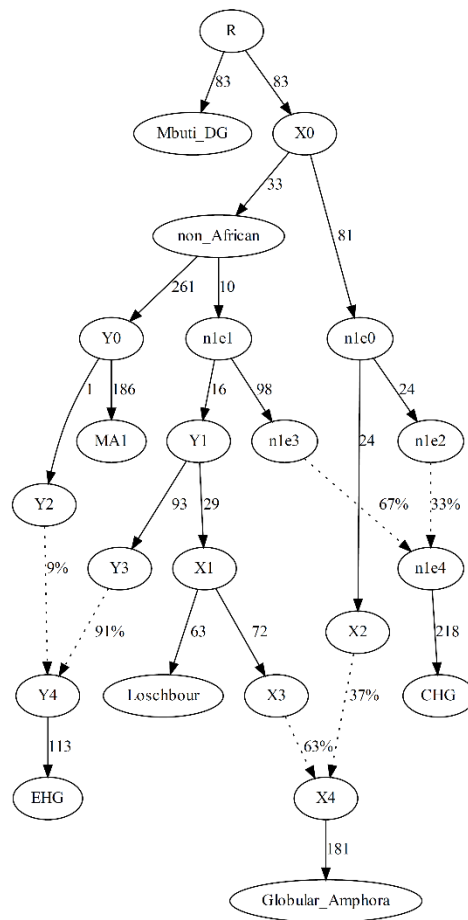 R
83 83
Mbuti_DG X0
33
non_African 81
261 10
Y0 n1e1 n1e0
1 186 16 98 24
MA1 Y1 n1e3 24 n1e2
Y2 93 29 67% 33%
9% Y3 X1 n1e4
91% 63 72 X2 218
Y4 Loschbour X3 37% CHG
113 63%
EHG X4
181
Globular_Amphora